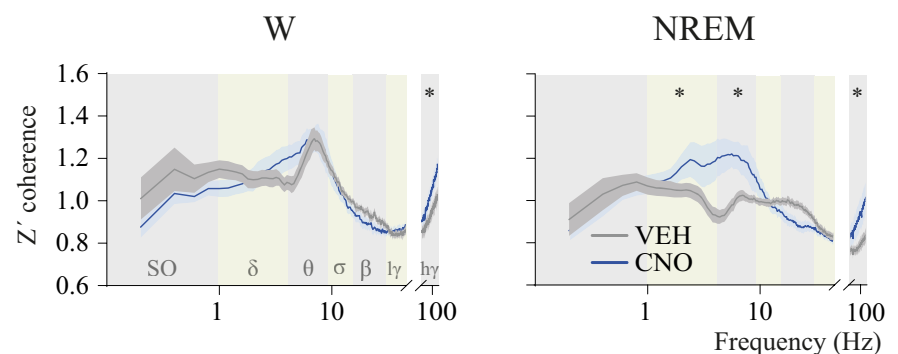 W
NREM
1.6
1.4
1.2
1.0
0.8
0.6
Z´ coherence
*
* * *
SO δ θ σ β lγ hγ
VEH
CNO
1 10 100
1 10 100
Frequency (Hz)